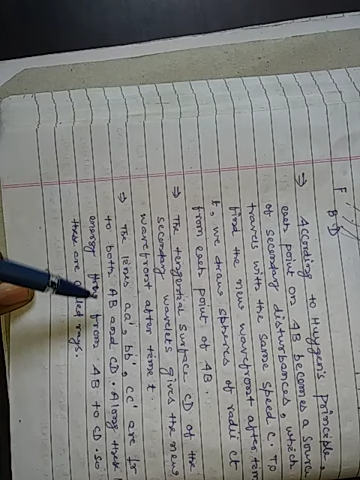 F
B D
⇒ According to Huygen's principle,
each point on AB becomes a source
of secondary disturbances, which
travels with the same speed c. To
find the new wavefront after time
t, we draw spheres of radii ct
from each point of AB.
⇒ The tangential surface CD of the
secondary wavelets gives the new
wavefront after time t.
⇒ The lines aa', bb', cc' are ⊥r
to both AB and CD. Along these
energy flows from AB to CD. So
these are called rays.